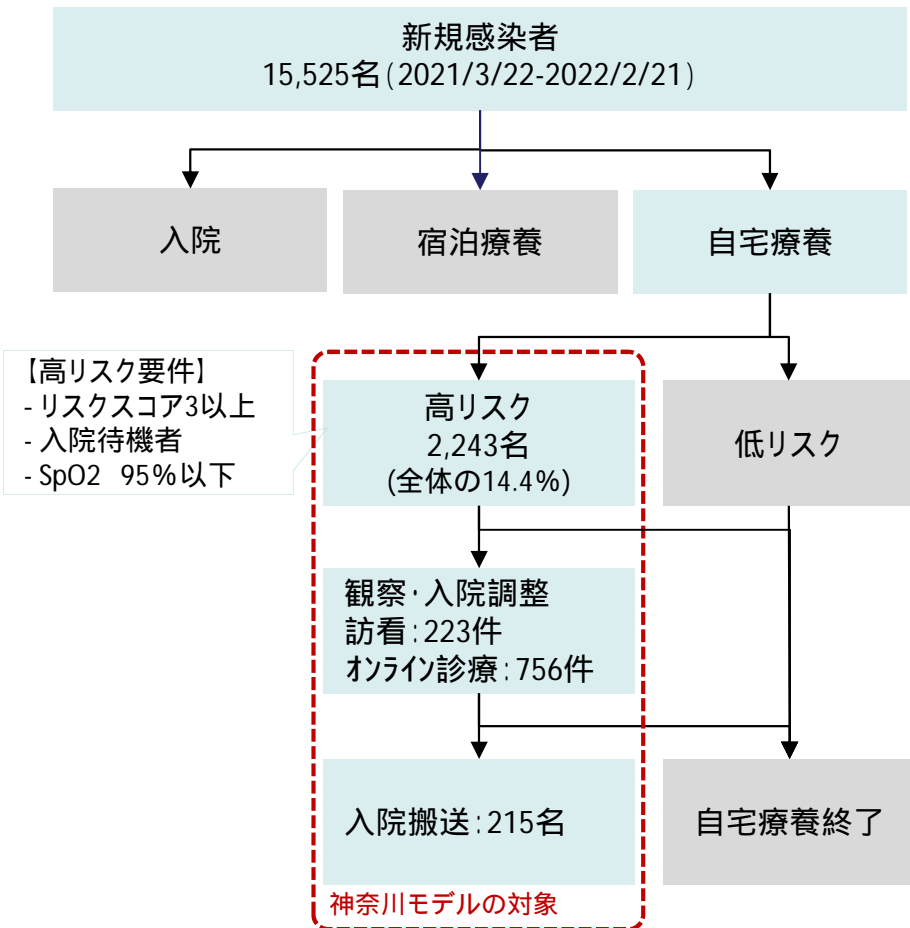 新規感染者
15,525名(2021/3/22-2022/2/21)
入院
宿泊療養
自宅療養
【高リスク要件】
- リスクスコア3以上
- 入院待機者
- SpO2 95%以下
高リスク
2,243名
(全体の14.4%)
低リスク
観察・入院調整
訪看:223件
オンライン診療:756件
入院搬送:215名
自宅療養終了
神奈川モデルの対象